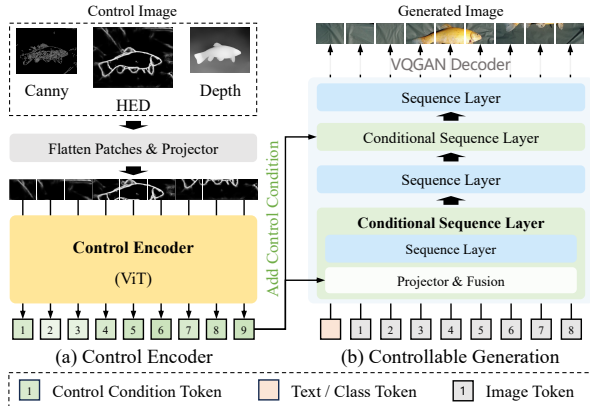 Control Image
Canny
HED
Depth
Flatten Patches & Projector
Control Encoder
(ViT)
1 2 3 4 5 6 7 8 9
(a) Control Encoder
Add Control Condition
Generated Image
VQGAN Decoder
Sequence Layer
Conditional Sequence Layer
Sequence Layer
Conditional Sequence Layer
Sequence Layer
Projector & Fusion
1 2 3 4 5 6 7 8
(b) Controllable Generation
1 Control Condition Token
Text / Class Token
1 Image Token